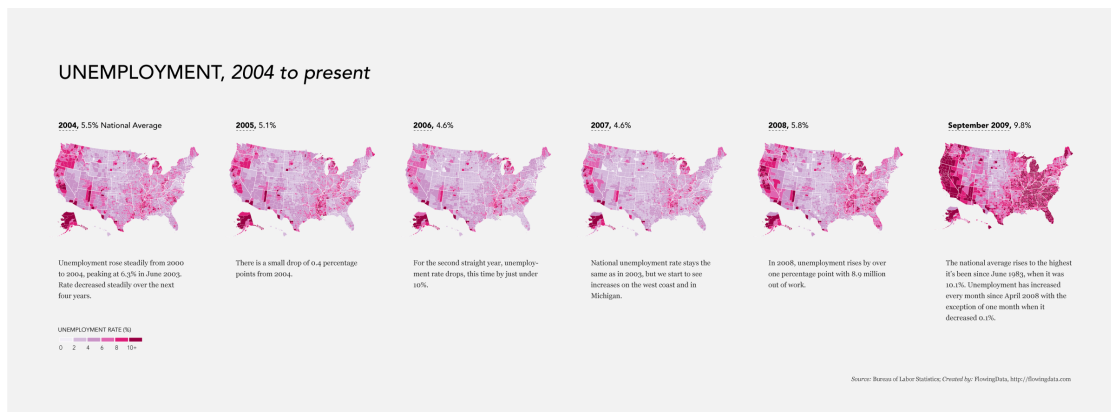 UNEMPLOYMENT, 2004 to present
2004, 5.5% National Average
Unemployment rose steadily from 2000
to 2004, peaking at 6.3% in June 2003.
Rate decreased steadily over the next
four years.
2005, 5.1%
There is a small drop of 0.4 percentage
points from 2004.
2006, 4.6%
For the second straight year, unemploy-
ment rate drops, this time by just under
10%.
2007, 4.6%
National unemployment rate stays the
same as in 2003, but we start to see
increases on the west coast and in
Michigan.
2008, 5.8%
In 2008, unemployment rises by over
one percentage point with 8.9 million
out of work.
September 2009, 9.8%
The national average rises to the highest
it's been since June 1983, when it was
10.1%. Unemployment has increased
every month since April 2008 with the
exception of one month when it
decreased 0.1%.
UNEMPLOYMENT RATE (%)
0 2 4 6 8 10+
Source: Bureau of Labor Statistics; Created by: FlowingData, http://flowingdata.com